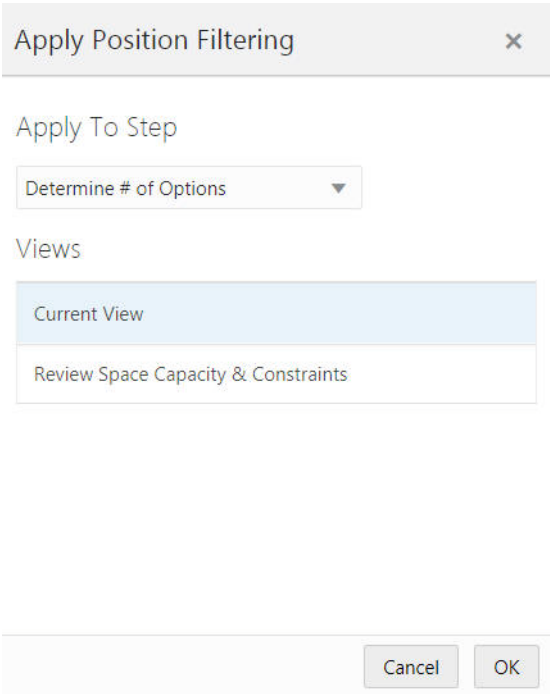 Apply Position Filtering
Apply To Step
Determine # of Options
Views
Current View
Review Space Capacity & Constraints
Cancel OK